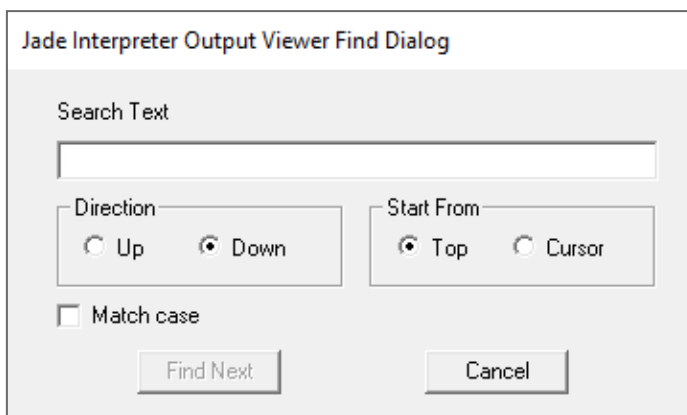 Jade Interpreter Output Viewer Find Dialog
Search Text
Direction
Up
Down
Start From
Top
Cursor
Match case
Find Next
Cancel